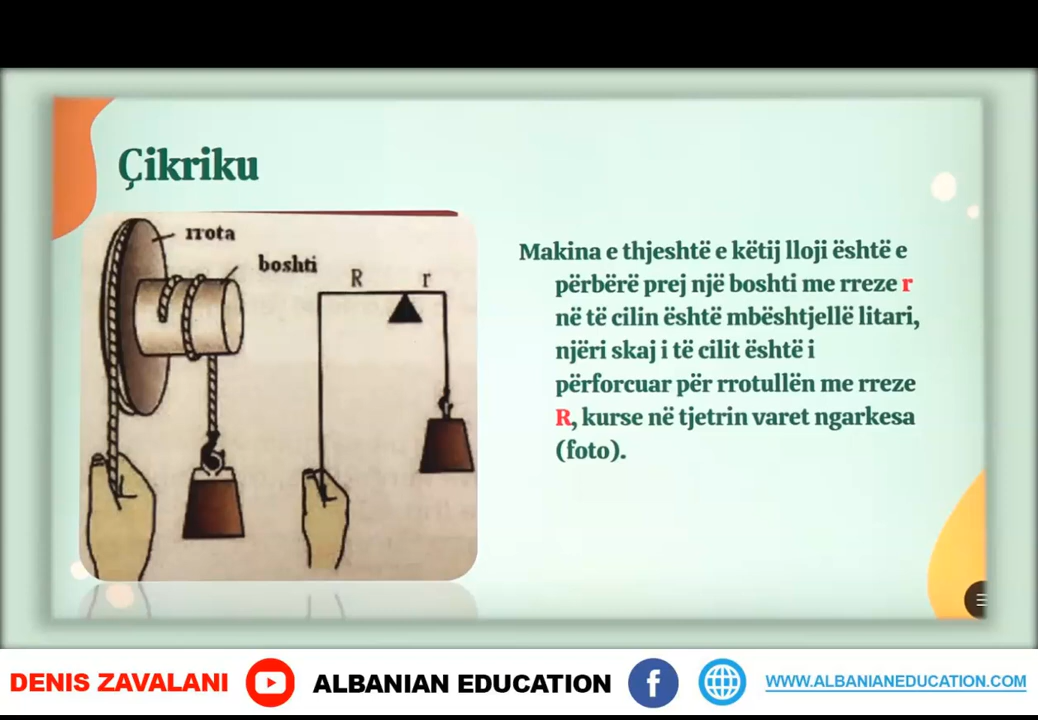 Çikriku
rrota
boshti
R
r
Makina e thjeshtë e këtij lloji është e
përbërë prej një boshti me rreze r
në të cilin është mbështjellë litari,
njëri skaj i të cilit është i
përforcuar për rrotullën me rreze
R, kurse në tjetrin varet ngarkesa
(foto).
DENIS ZAVALANI
ALBANIAN EDUCATION
f
WWW.ALBANIANEDUCATION.COM